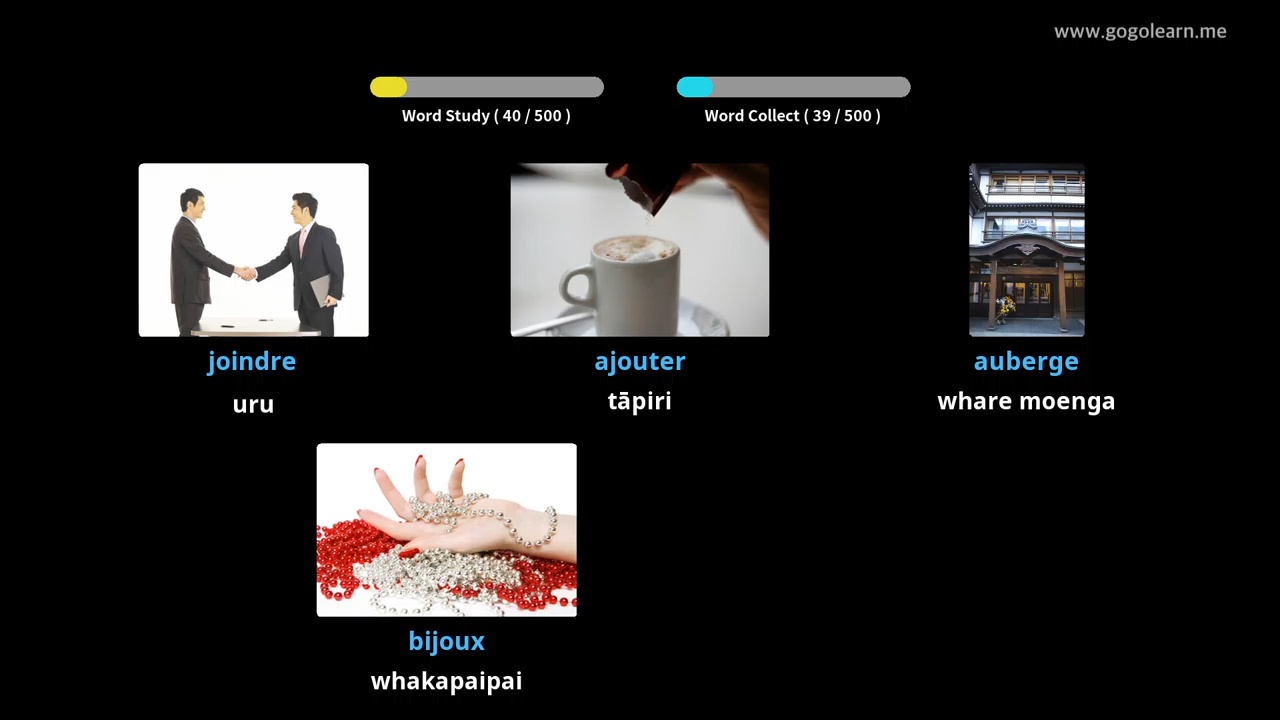 www.gogolearn.me
Word Study ( 40 / 500 )
Word Collect ( 39 / 500 )
joindre
uru
ajouter
tāpiri
auberge
whare moenga
bijoux
whakapaipai